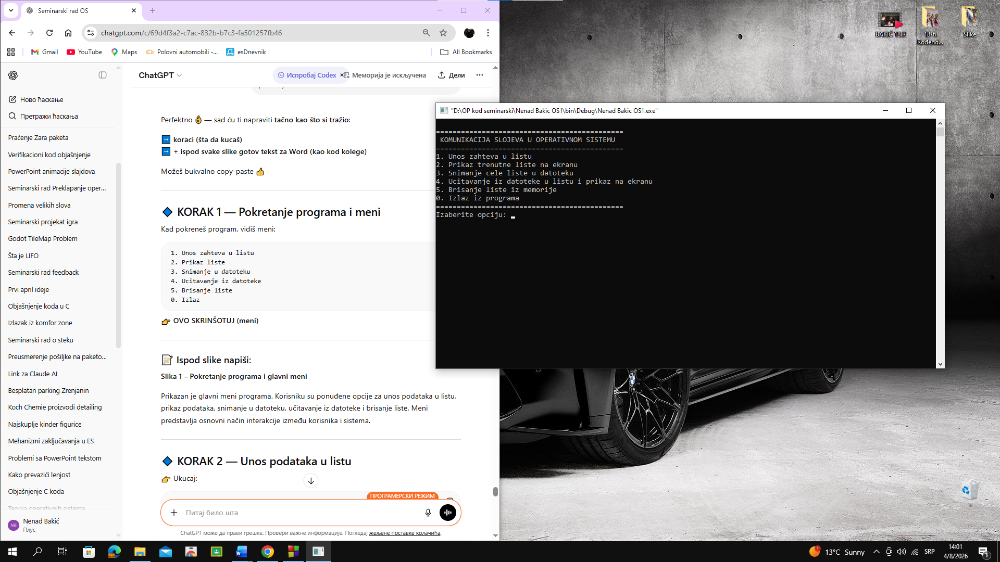 Seminarski rad OS
chatgpt.com/c/69d4f3a2-c7ac-832b-b7c3-fa501257fb46
Gmail
YouTube
Maps
Polovni automobili -...
esDnevnik
All Bookmarks
Ново ћаскање
Претражи ћаскања
Praćenje Zara paketa
Verifikacioni kod objašnjenje
PowerPoint animacije slajdova
Seminarski rad Preklapanje oper...
Promena velikih slova
Seminarski projekat igra
Godot TileMap Problem
Šta je LIFO
Seminarski rad feedback
Prvi april ideje
Objašnjenje koda u C
Izlazak iz komfor zone
Seminarski rad o steku
Preusmerenje pošiljke na paketo...
Link za Claude AI
Besplatan parking Zrenjanin
Koch Chemie proizvodi detailing
Najskuplje kinder figurice
Mehanizmi zaključavanja u ES
Problemi sa PowerPoint tekstom
Kako prevazići lenjost
Objašnjenje C koda
Teorija operativnih sistema
NB
Nenad Bakić
Плус
ChatGPT
Испробај Codex
Меморија је искључена
Дели
Perfektno 👌 — sad ću ti napraviti tačno kao što si tražio:
➡️ koraci (šta da kucaš)
➡️ + ispod svake slike gotov tekst za Word (kao kod kolege)
Možeš bukvalno copy-paste 👍
🔷 KORAK 1 — Pokretanje programa i meni
Kad pokreneš program, vidiš meni:
1. Unos zahteva u listu
2. Prikaz liste
3. Snimanje u datoteku
4. Ucitavanje iz datoteke
5. Brisanje liste
0. Izlaz
👉 OVO SKRINŠOTUJ (meni)
📝 Ispod slike napiši:
Slika 1 – Pokretanje programa i glavni meni
Prikazan je glavni meni programa. Korisniku su ponuđene opcije za unos podataka u listu,
prikaz podataka, snimanje u datoteku, učitavanje iz datoteke i brisanje liste. Meni
predstavlja osnovni način interakcije između korisnika i sistema.
🔷 KORAK 2 — Unos podataka u listu
👉 Ukucaj:
ПРОГРАМЕРСКИ РЕЖИМ
Питај било шта
ChatGPT може да прави грешке. Провери важне информације. Погледај жељене поставке колачића.
"D:\OP kod seminarski\Nenad Bakic OS1\bin\Debug\Nenad Bakic OS1.exe"
=============================================
KOMUNIKACIJA SLOJEVA U OPERATIVNOM SISTEMU
=============================================
1. Unos zahteva u listu
2. Prikaz trenutne liste na ekranu
3. Snimanje cele liste u datoteku
4. Ucitavanje iz datoteke u listu i prikaz na ekranu
5. Brisanje liste iz memorije
0. Izlaz iz programa
=============================================
Izaberite opciju:
BAKIĆ 18.R
18-ti
Rođend...
Slike
1
13°C Sunny
SRP
14:01
4/8/2026
1